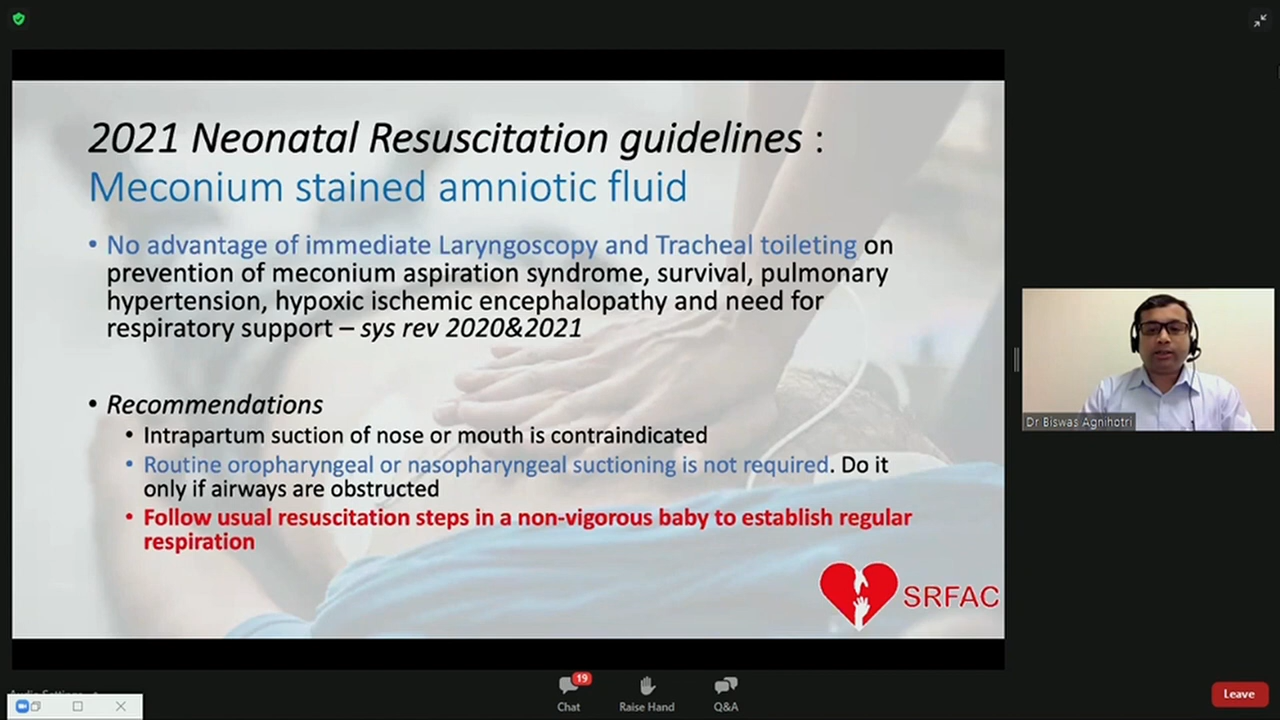 2021 Neonatal Resuscitation guidelines :
Meconium stained amniotic fluid
• No advantage of immediate Laryngoscopy and Tracheal toileting on
prevention of meconium aspiration syndrome, survival, pulmonary
hypertension, hypoxic ischemic encephalopathy and need for
respiratory support – sys rev 2020&2021
• Recommendations
• Intrapartum suction of nose or mouth is contraindicated
• Routine oropharyngeal or nasopharyngeal suctioning is not required. Do it
only if airways are obstructed
• Follow usual resuscitation steps in a non-vigorous baby to establish regular
respiration
SRFAC
Dr Biswas Agnihotri
19
Chat
Raise Hand
Q&A
Leave